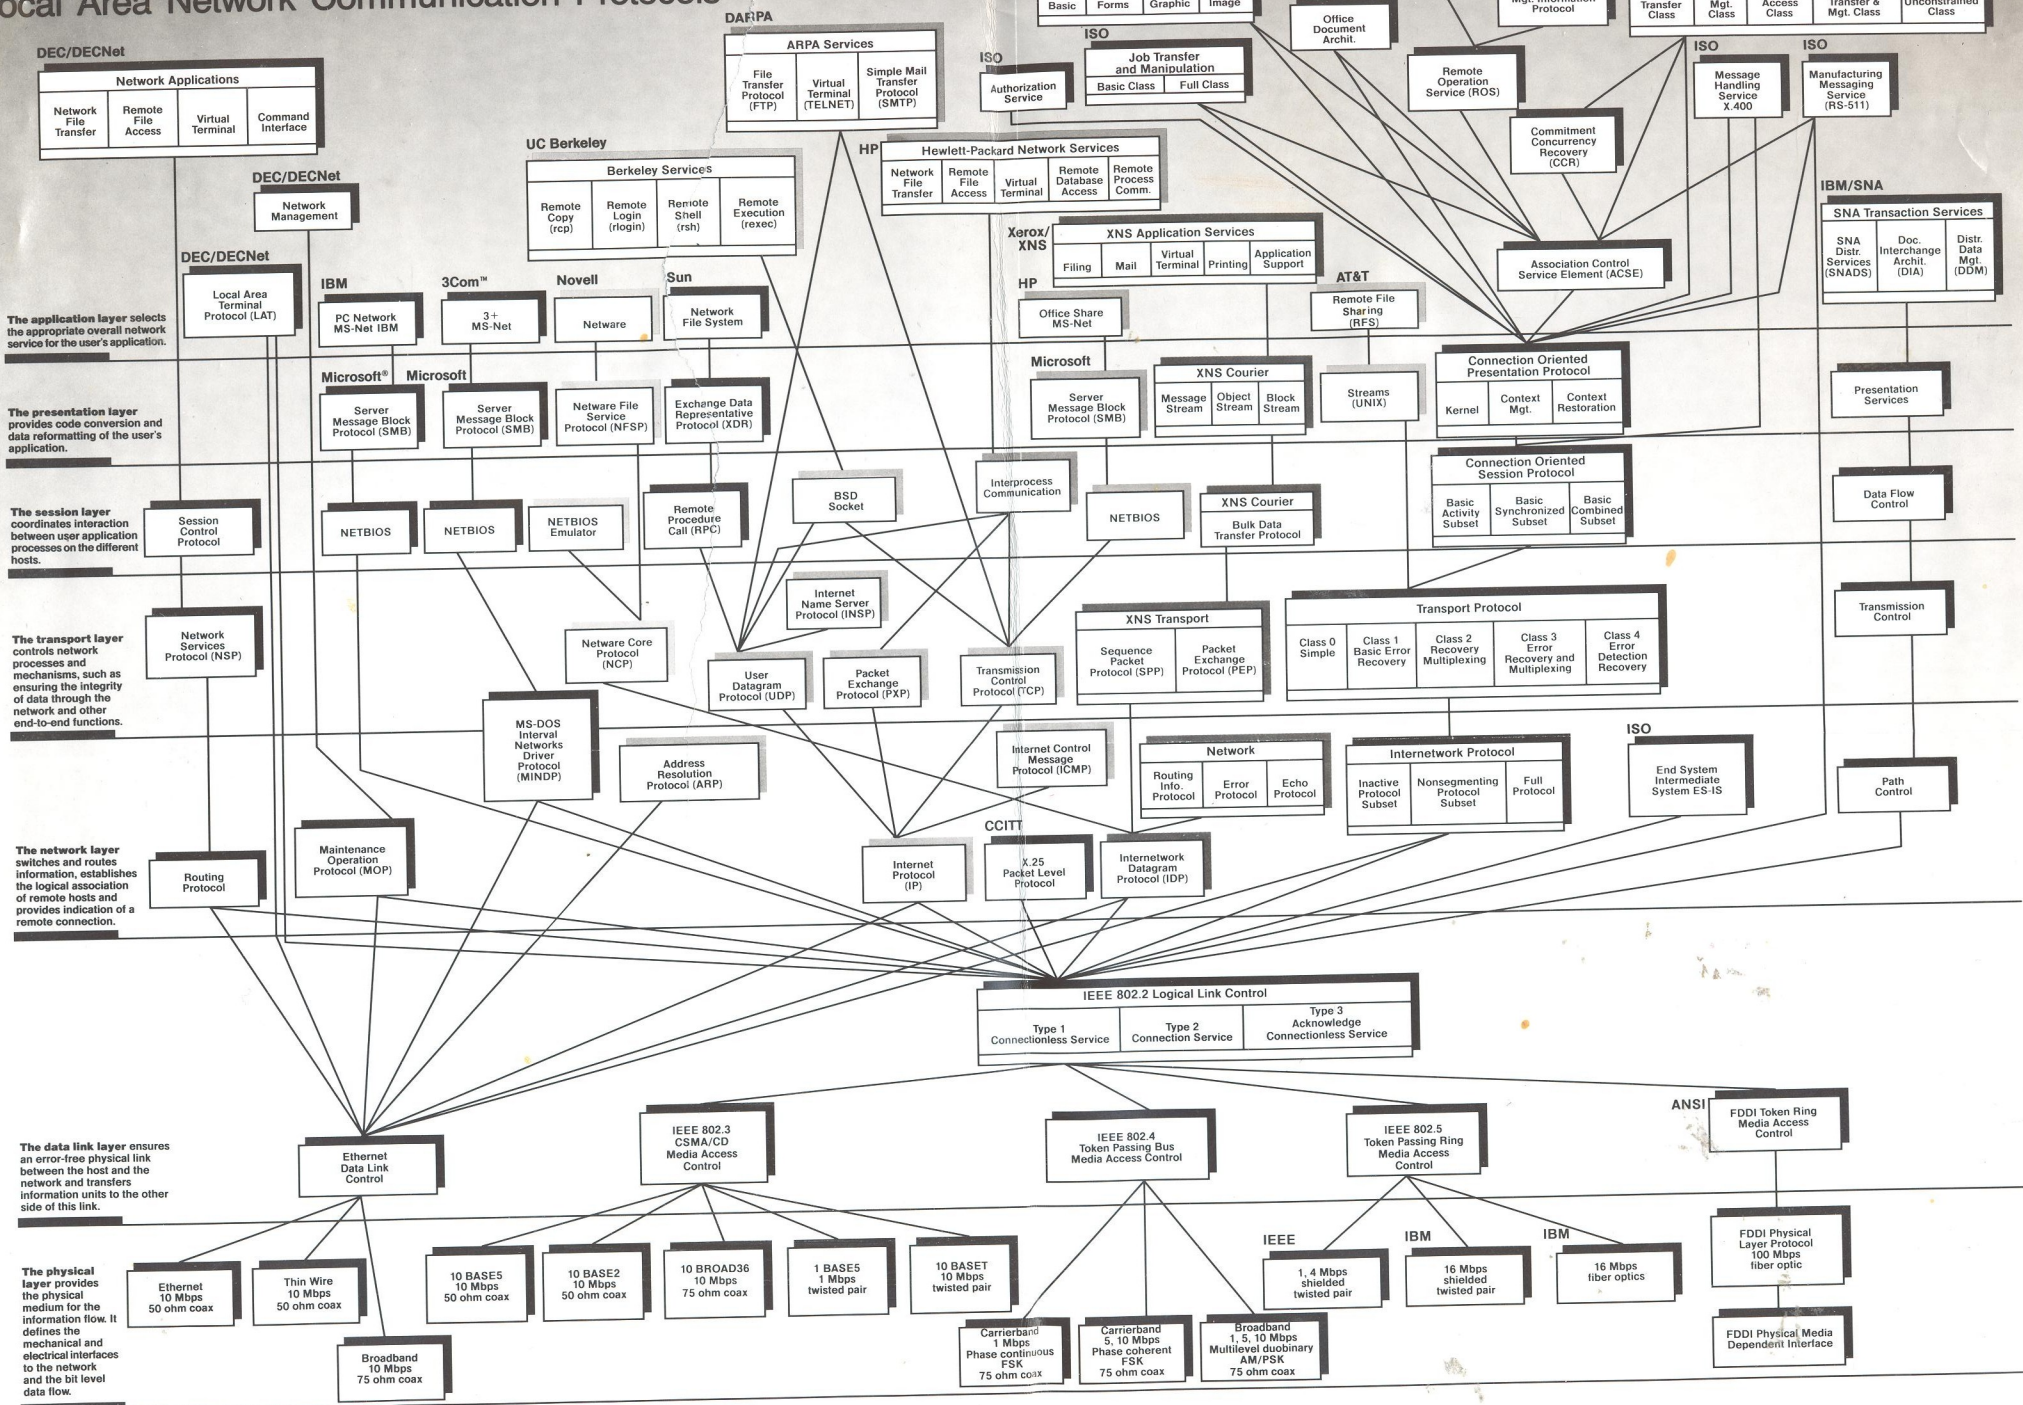 ocal Area Network Communication Protocols
Basic
Forms
Graphic
Image
Office
Document
Archit.
Protocol
Transfer
Class
Mgt.
Class
Access
Class
Transfer &
Mgt. Class
Unconstrained
Class
DEC/DECNet
Network Applications
Network
File
Transfer
Remote
File
Access
Virtual
Terminal
Command
Interface
DARPA
ARPA Services
File
Transfer
Protocol
(FTP)
Virtual
Terminal
(TELNET)
Simple Mail
Transfer
Protocol
(SMTP)
ISO
Authorization
Service
ISO
Job Transfer
and Manipulation
Basic Class
Full Class
Remote
Operation
Service (ROS)
ISO
Message
Handling
Service
X.400
ISO
Manufacturing
Messaging
Service
(RS-511)
Commitment
Concurrency
Recovery
(CCR)
DEC/DECNet
Network
Management
UC Berkeley
Berkeley Services
Remote
Copy
(rcp)
Remote
Login
(rlogin)
Remote
Shell
(rsh)
Remote
Execution
(rexec)
HP
Hewlett-Packard Network Services
Network
File
Transfer
Remote
File
Access
Virtual
Terminal
Remote
Database
Access
Remote
Process
Comm.
IBM/SNA
SNA Transaction Services
SNA
Distr.
Services
(SNADS)
Doc.
Interchange
Archit.
(DIA)
Distr.
Data
Mgt.
(DDM)
Xerox/
XNS
XNS Application Services
Filing
Mail
Virtual
Terminal
Printing
Application
Support
Association Control
Service Element (ACSE)
DEC/DECNet
Local Area
Terminal
Protocol (LAT)
IBM
PC Network
MS-Net IBM
3Com™
3+
MS-Net
Novell
Netware
Sun
Network
File System
HP
Office Share
MS-Net
AT&T
Remote File
Sharing
(RFS)
The application layer selects
the appropriate overall network
service for the user's application.
Microsoft®
Server
Message Block
Protocol (SMB)
Microsoft
Server
Message Block
Protocol (SMB)
Netware File
Service
Protocol (NFSP)
Exchange Data
Representative
Protocol (XDR)
Microsoft
Server
Message Block
Protocol (SMB)
XNS Courier
Message
Stream
Object
Stream
Block
Stream
Streams
(UNIX)
Connection Oriented
Presentation Protocol
Kernel
Context
Mgt.
Context
Restoration
Presentation
Services
The presentation layer
provides code conversion and
data reformatting of the user's
application.
The session layer
coordinates interaction
between user application
processes on the different
hosts.
Session
Control
Protocol
NETBIOS
NETBIOS
NETBIOS
Emulator
Remote
Procedure
Call (RPC)
BSD
Socket
Interprocess
Communication
NETBIOS
XNS Courier
Bulk Data
Transfer Protocol
Connection Oriented
Session Protocol
Basic
Activity
Subset
Basic
Synchronized
Subset
Basic
Combined
Subset
Data Flow
Control
The transport layer
controls network
processes and
mechanisms, such as
ensuring the integrity
of data through the
network and other
end-to-end functions.
Network
Services
Protocol (NSP)
Netware Core
Protocol
(NCP)
Internet
Name Server
Protocol (INSP)
User
Datagram
Protocol (UDP)
Packet
Exchange
Protocol (PXP)
Transmission
Control
Protocol (TCP)
XNS Transport
Sequence
Packet
Protocol (SPP)
Packet
Exchange
Protocol (PEP)
Transport Protocol
Class 0
Simple
Class 1
Basic Error
Recovery
Class 2
Recovery
Multiplexing
Class 3
Error
Recovery and
Multiplexing
Class 4
Error
Detection
Recovery
Transmission
Control
MS-DOS
Interval
Networks
Driver
Protocol
(MINDP)
Address
Resolution
Protocol (ARP)
Internet Control
Message
Protocol (ICMP)
Network
Routing
Info.
Protocol
Error
Protocol
Echo
Protocol
Internetwork Protocol
Inactive
Protocol
Subset
Nonsegmenting
Protocol
Subset
Full
Protocol
ISO
End System
Intermediate
System ES-IS
Path
Control
The network layer
switches and routes
information, establishes
the logical association
of remote hosts and
provides indication of a
remote connection.
Routing
Protocol
Maintenance
Operation
Protocol (MOP)
Internet
Protocol
(IP)
CCITT
X.25
Packet Level
Protocol
Internetwork
Datagram
Protocol (IDP)
IEEE 802.2 Logical Link Control
Type 1
Connectionless Service
Type 2
Connection Service
Type 3
Acknowledge
Connectionless Service
The data link layer ensures
an error-free physical link
between the host and the
network and transfers
information units to the other
side of this link.
Ethernet
Data Link
Control
IEEE 802.3
CSMA/CD
Media Access
Control
IEEE 802.4
Token Passing Bus
Media Access Control
IEEE 802.5
Token Passing Ring
Media Access
Control
ANSI
FDDI Token Ring
Media Access
Control
The physical
layer provides
the physical
medium for the
information flow. It
defines the
mechanical and
electrical interfaces
to the network
and the bit level
data flow.
Ethernet
10 Mbps
50 ohm coax
Thin Wire
10 Mbps
50 ohm coax
Broadband
10 Mbps
75 ohm coax
10 BASE5
10 Mbps
50 ohm coax
10 BASE2
10 Mbps
50 ohm coax
10 BROAD36
10 Mbps
75 ohm coax
1 BASE5
1 Mbps
twisted pair
10 BASET
10 Mbps
twisted pair
Carrierband
1 Mbps
Phase continuous
FSK
75 ohm coax
Carrierband
5, 10 Mbps
Phase coherent
FSK
75 ohm coax
Broadband
1, 5, 10 Mbps
Multilevel duobinary
AM/PSK
75 ohm coax
IEEE
1, 4 Mbps
shielded
twisted pair
IBM
16 Mbps
shielded
twisted pair
IBM
16 Mbps
fiber optics
FDDI Physical
Layer Protocol
100 Mbps
fiber optic
FDDI Physical Media
Dependent Interface